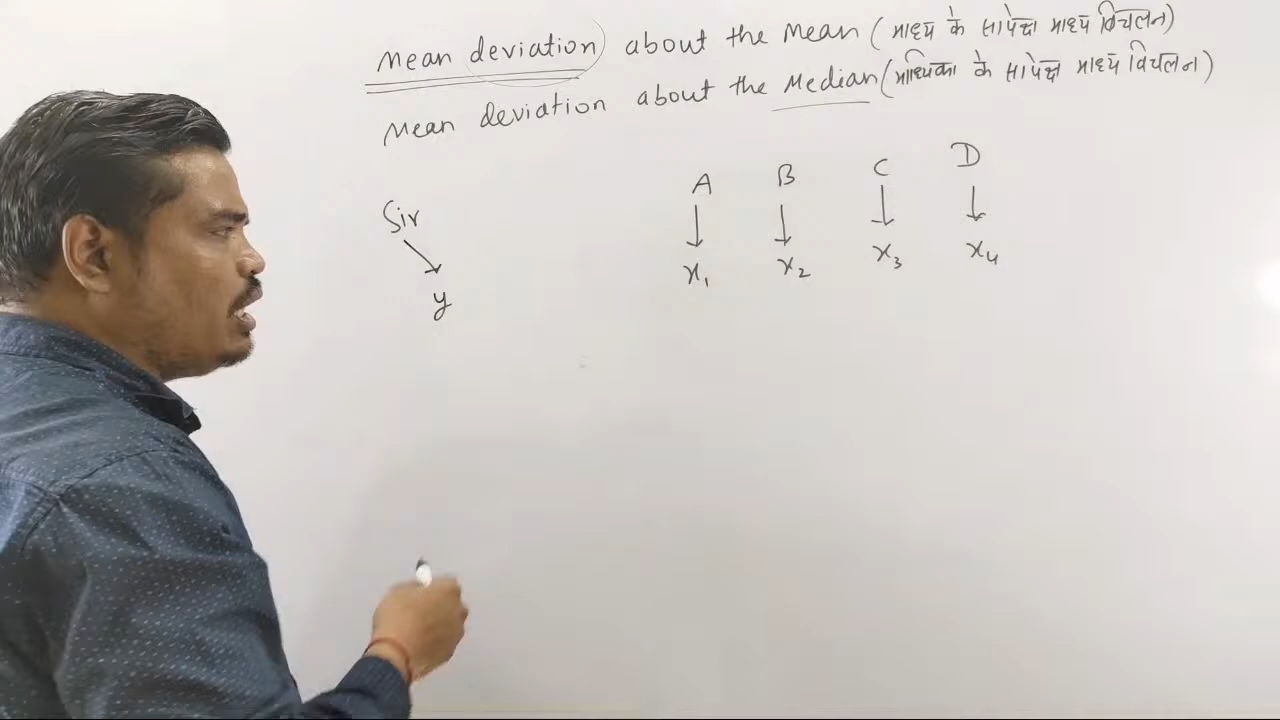 Mean deviation about the Mean (माध्य के सापेक्ष माध्य विचलन)
Mean deviation about the Median (माध्यिका के सापेक्ष माध्य विचलन)
A B C D
Sir
x₁ x₂ x₃ x₄
y